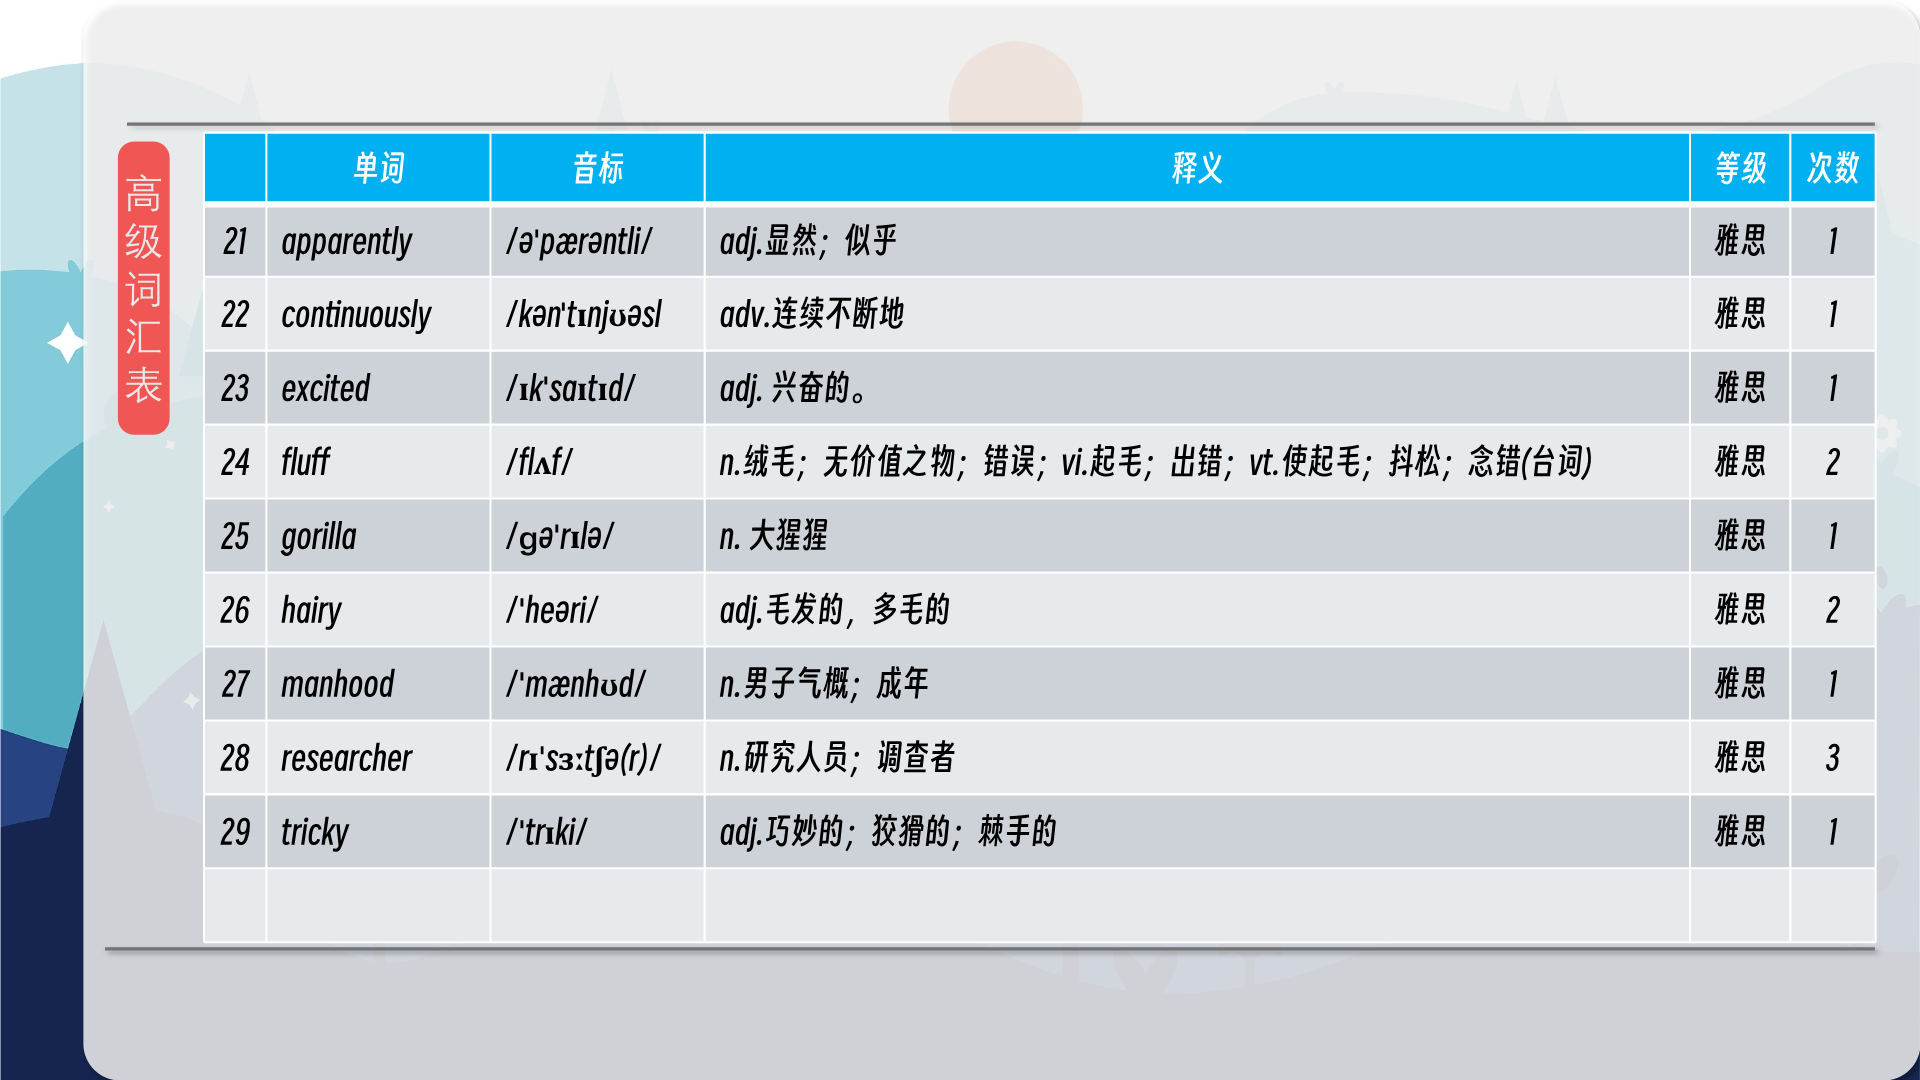 高级词汇表
单词 音标 释义 等级 次数
21 apparently /ə'pærəntli/ adj.显然；似乎 雅思 1
22 continuously /kən'tɪnjʊəsl adv.连续不断地 雅思 1
23 excited /ɪk'saɪtɪd/ adj. 兴奋的。 雅思 1
24 fluff /flʌf/ n.绒毛；无价值之物；错误；vi.起毛；出错；vt.使起毛；抖松；念错(台词) 雅思 2
25 gorilla /ɡə'rɪlə/ n. 大猩猩 雅思 1
26 hairy /'heəri/ adj.毛发的，多毛的 雅思 2
27 manhood /'mænhʊd/ n.男子气概；成年 雅思 1
28 researcher /rɪ'sɜːtʃə(r)/ n.研究人员；调查者 雅思 3
29 tricky /'trɪki/ adj.巧妙的；狡猾的；棘手的 雅思 1